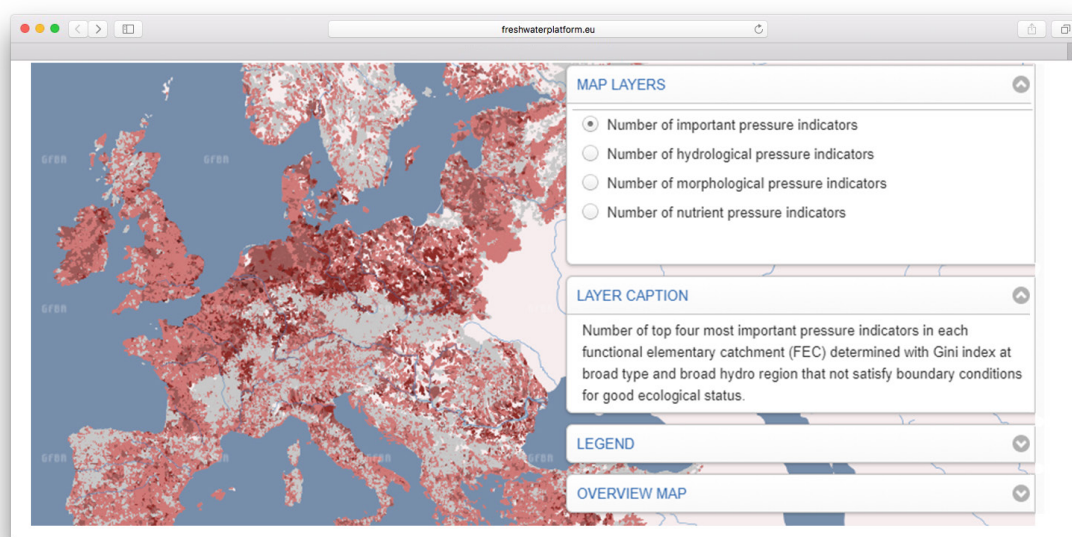 freshwaterplatform.eu
MAP LAYERS
Number of important pressure indicators
Number of hydrological pressure indicators
Number of morphological pressure indicators
Number of nutrient pressure indicators
LAYER CAPTION
Number of top four most important pressure indicators in each
functional elementary catchment (FEC) determined with Gini index at
broad type and broad hydro region that not satisfy boundary conditions
for good ecological status.
LEGEND
OVERVIEW MAP